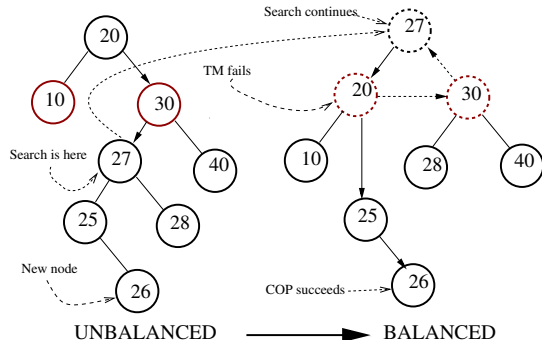 Search continues
20
27
TM fails
10
30
20
30
Search is here
27
40
10
28
40
25
28
25
New node
26
COP succeeds
26
UNBALANCED
BALANCED